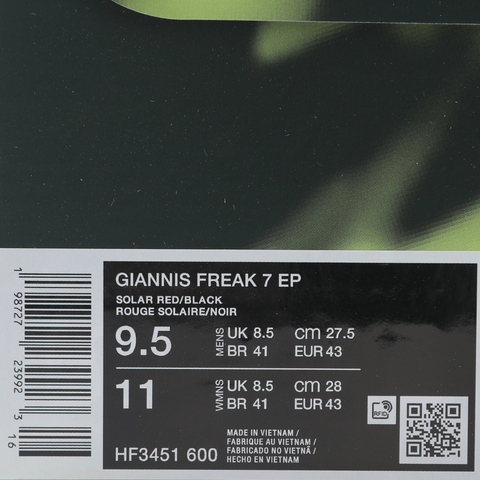 GIANNIS FREAK 7 EP
SOLAR RED/BLACK
ROUGE SOLAIRE/NOIR
9.5 MENS UK 8.5 cm 27.5
BR 41 EUR 43
11 WMNS UK 8.5 cm 28
BR 41 EUR 43
HF3451 600
MADE IN VIETNAM /
FABRIQUE AU VIETNAM /
FABRICADO NO VIETNÃ /
HECHO EN VIETNAM
RFID
1 98727 23992 3
16